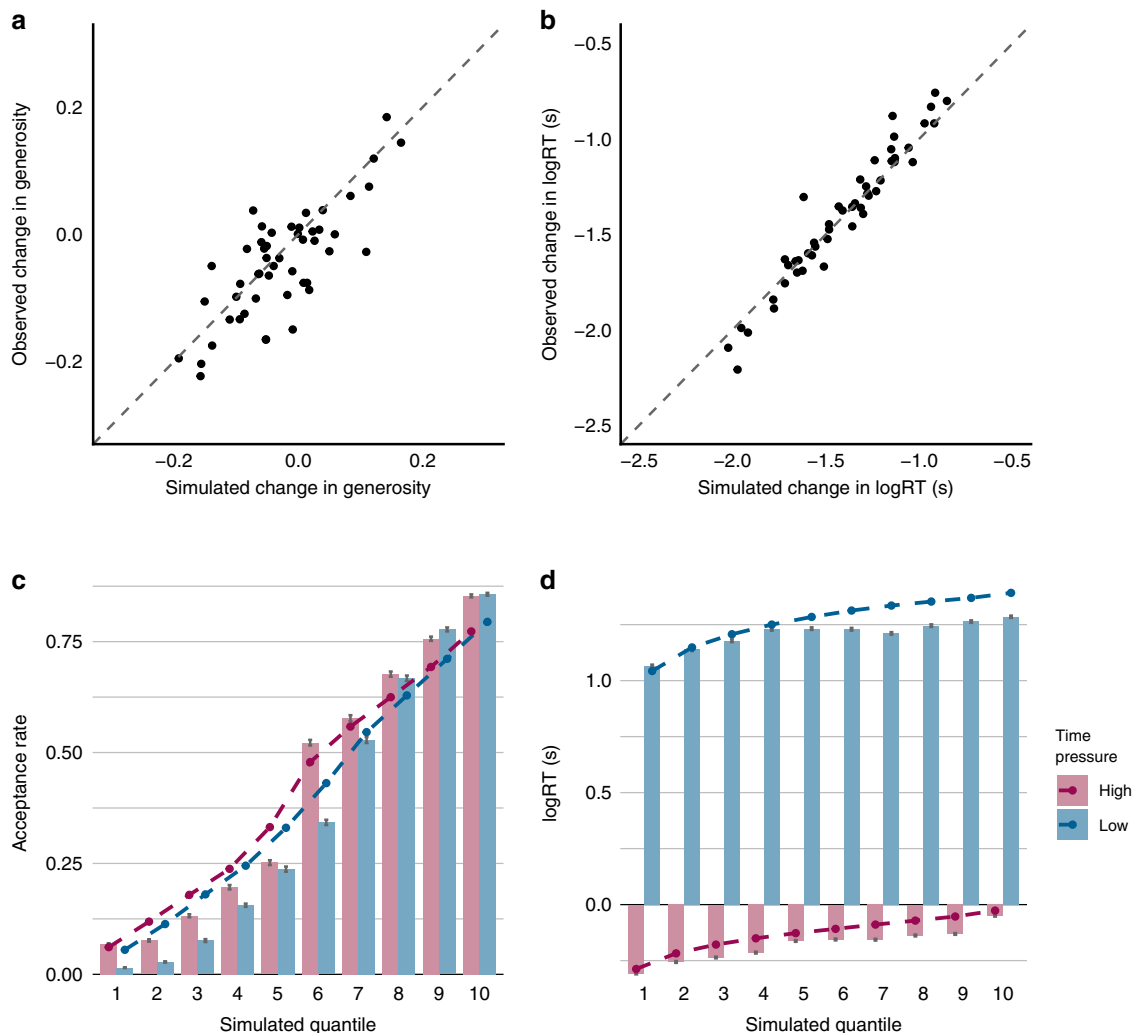 a
Observed change in generosity
0.2
0.0
−0.2
−0.2
0.0
0.2
Simulated change in generosity
b
Observed change in logRT (s)
−0.5
−1.0
−1.5
−2.0
−2.5
−2.5
−2.0
−1.5
−1.0
−0.5
Simulated change in logRT (s)
c
Acceptance rate
0.75
0.50
0.25
0.00
1 2 3 4 5 6 7 8 9 10
Simulated quantile
d
logRT (s)
1.0
0.5
0.0
1 2 3 4 5 6 7 8 9 10
Simulated quantile
Time
pressure
High
Low